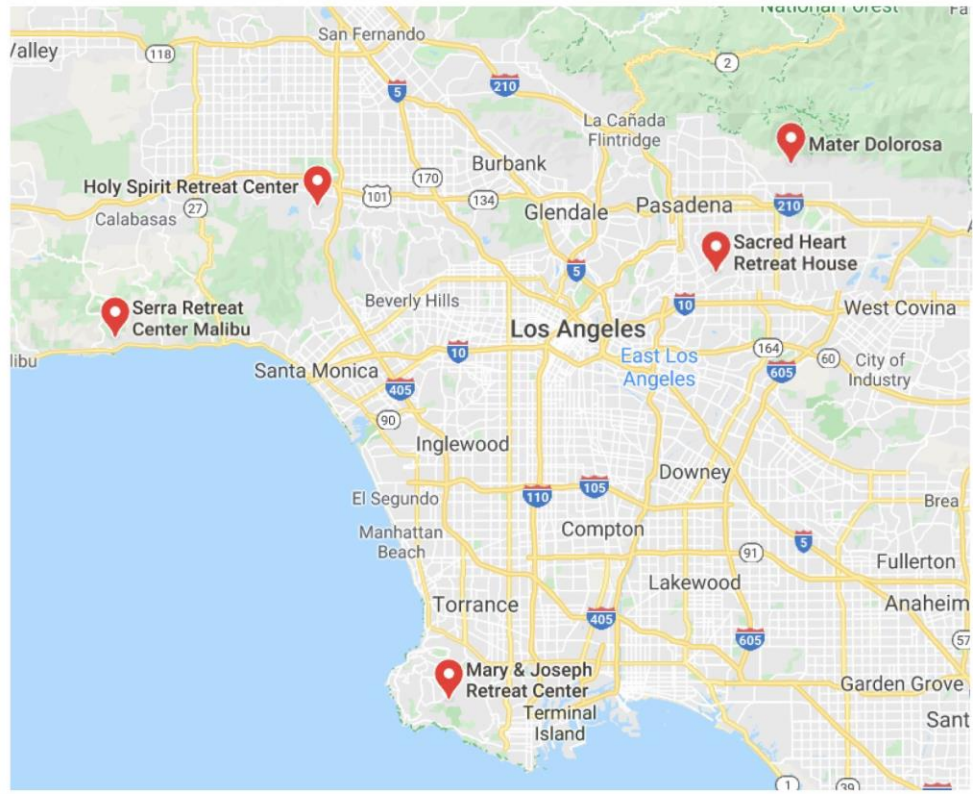 National Forest
Fa
San Fernando
Valley
118
2
5
210
La Cañada
Flintridge
Mater Dolorosa
Burbank
170
Holy Spirit Retreat Center
101
134
27
Calabasas
Glendale
Pasadena
210
Sacred Heart
Retreat House
5
Serra Retreat
Center Malibu
Beverly Hills
10
West Covina
Los Angeles
libu
10
164
60
East Los
Angeles
City of
Industry
605
Santa Monica
405
90
Inglewood
Downey
El Segundo
110
105
Brea
Manhattan
Beach
Compton
5
91
Fullerton
Lakewood
Torrance
Anaheim
405
605
57
Mary & Joseph
Retreat Center
Garden Grove
Terminal
Island
Sant
1
39